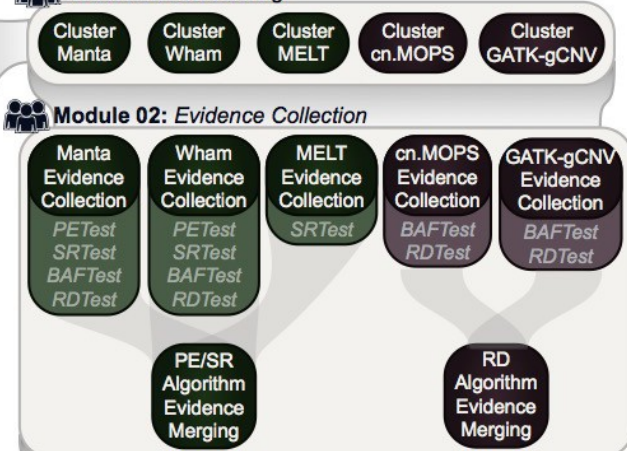 Cluster
Manta
Cluster
Wham
Cluster
MELT
Cluster
cn.MOPS
Cluster
GATK-gCNV
Module 02: Evidence Collection
Manta
Evidence
Collection
PETest
SRTest
BAFTest
RDTest
Wham
Evidence
Collection
PETest
SRTest
BAFTest
RDTest
MELT
Evidence
Collection
SRTest
cn.MOPS
Evidence
Collection
BAFTest
RDTest
GATK-gCNV
Evidence
Collection
BAFTest
RDTest
PE/SR
Algorithm
Evidence
Merging
RD
Algorithm
Evidence
Merging